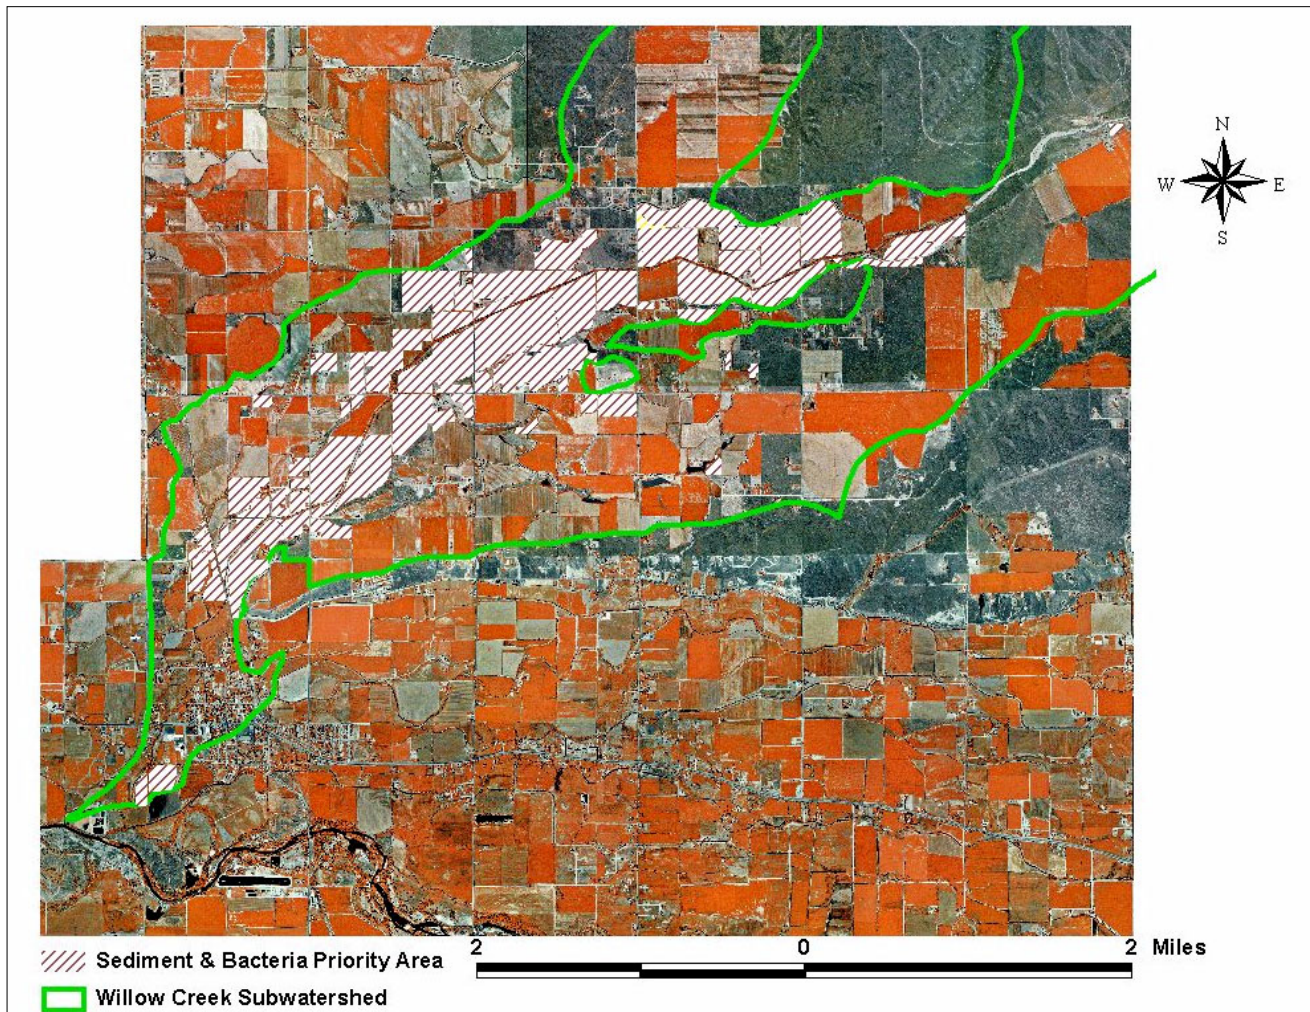 N
W E
S
2 0 2 Miles
Sediment & Bacteria Priority Area
Willow Creek Subwatershed